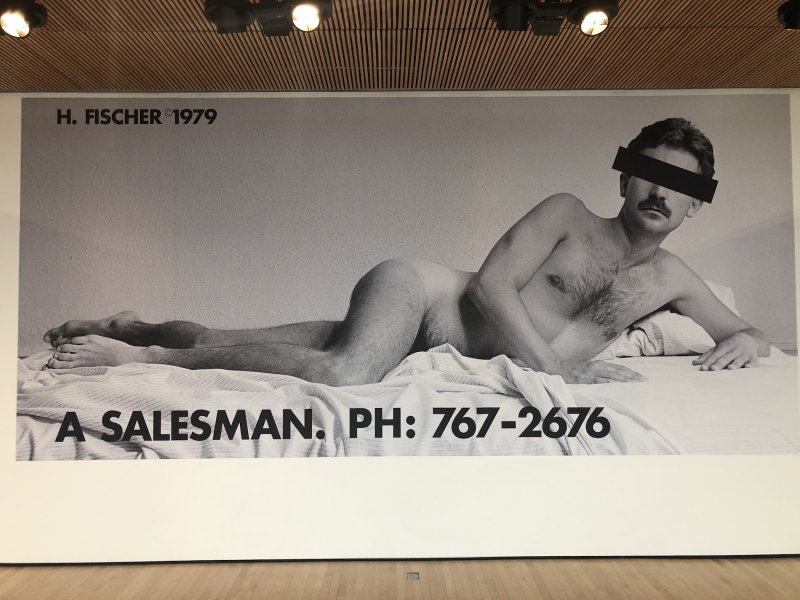 H. FISCHER©1979
A SALESMAN. PH: 767-2676